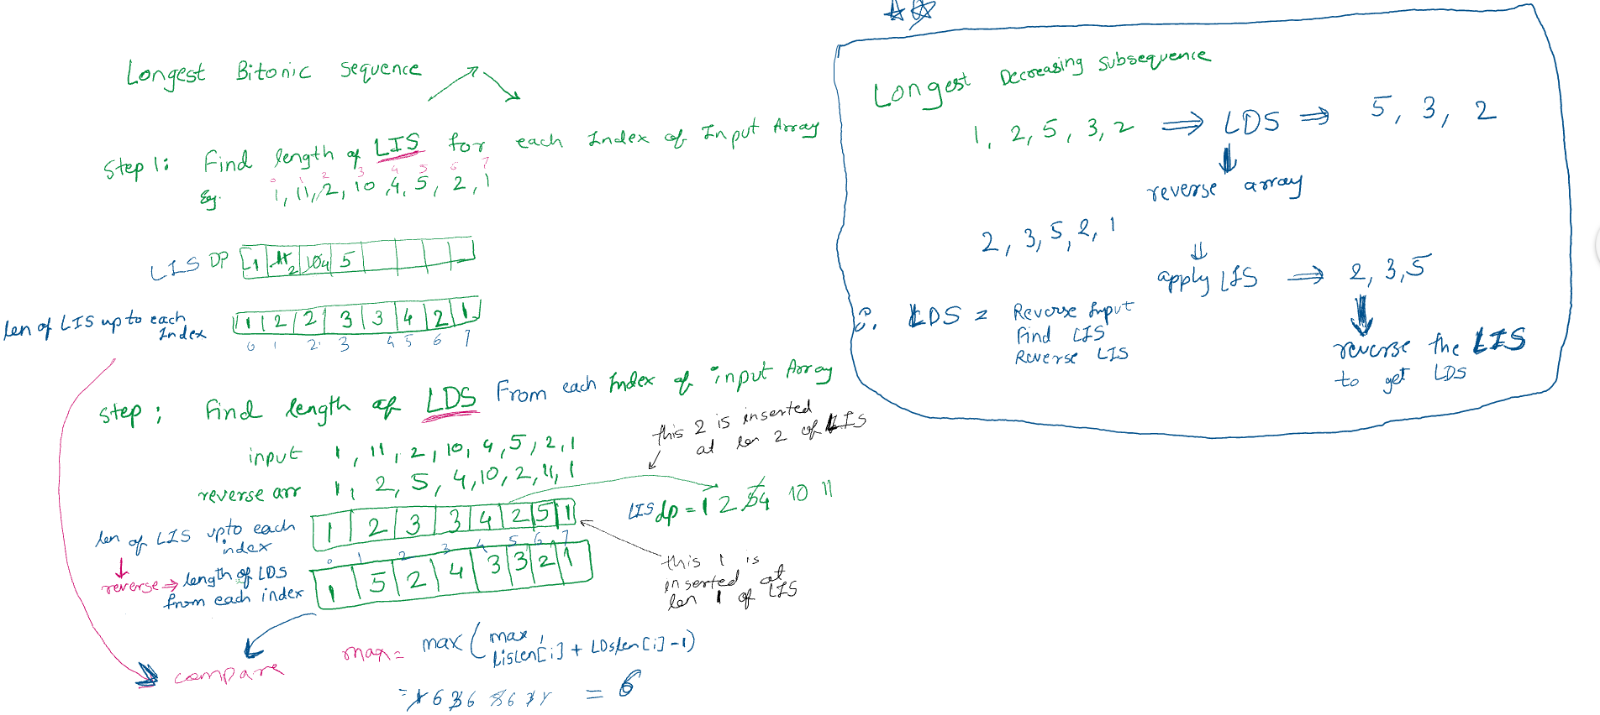 Longest Bitonic sequence
Step 1: Find length of LIS for each Index of Input Array
0 1 2 3 4 5 6 7
Eg. 1, 11, 2, 10, 4, 5, 2, 1
LIS DP 1 11 2 10 4 5
len of LIS up to each Index
1 2 2 3 3 4 2 1
0 1 2 3 4 5 6 7
step : Find length of LDS From each Index of input Array
input 1, 11, 2, 10, 4, 5, 2, 1
reverse arr 1, 2, 5, 4, 10, 2, 11, 1
len of LIS upto each index
1 2 3 3 4 2 5 1
0 1 2 3 4 5 6 7
reverse ⇒ length of LDS from each index
1 5 2 4 3 3 2 1
this 2 is inserted
at len 2 of LIS
LIS dp = 1 2 5 4 10 11
this 1 is
inserted at
len 1 of LIS
compare
max = max ( max,
LisLen[i] + LDsLen[i] - 1)
= 6
Longest Decreasing Subsequence
1, 2, 5, 3, 2 ⇒ LDS ⇒ 5, 3, 2
reverse array
2, 3, 5, 2, 1
apply LIS ⇒ 2, 3, 5
LDS = Reverse Input
Find LIS
Reverse LIS
reverse the LIS
to get LDS